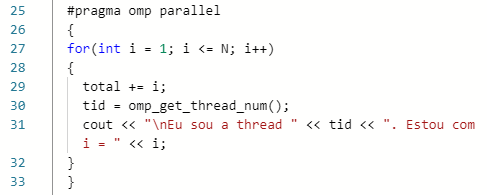 25 #pragma omp parallel
26 {
27 for(int i = 1; i <= N; i++)
28 {
29 total += i;
30 tid = omp_get_thread_num();
31 cout << "\nEu sou a thread " << tid << ". Estou com
i = " << i;
32 }
33 }